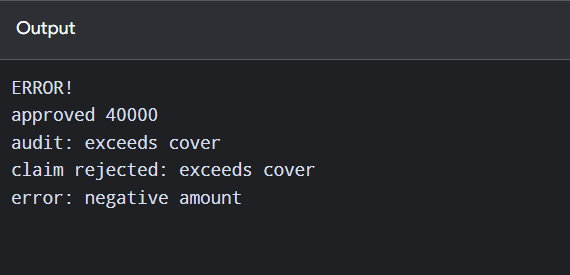 Output
ERROR!
approved 40000
audit: exceeds cover
claim rejected: exceeds cover
error: negative amount